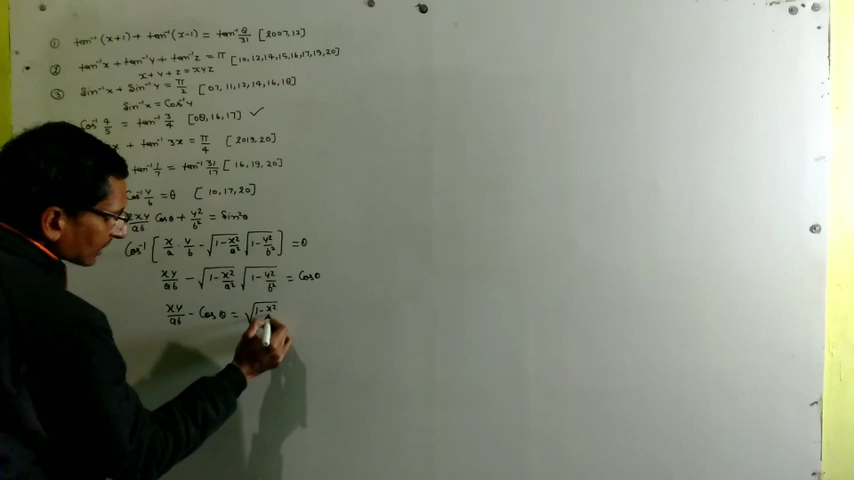 ① tan⁻¹(x+1) + tan⁻¹(x-1) = tan⁻¹ 8/31 [2007,12]
② tan⁻¹x + tan⁻¹y + tan⁻¹z = π [10,12,14,15,16,17,19,20]
x + y + z = xyz
③ Sin⁻¹x + Sin⁻¹y = π/2 [07,11,12,14,16,18]
Sin⁻¹x = Cos⁻¹y
Cos⁻¹ 4/5 = tan⁻¹ 3/4 [08,16,17] ✓
x + tan⁻¹ 3x = π/4 [2019,20]
tan⁻¹ 1/7 = tan⁻¹ 31/17 [16,19,20]
Cos⁻¹ y/b = θ [10,17,20]
2xy/ab Cosθ + y²/b² = Sin²θ
Cos⁻¹ [x/a · y/b - √(1-x²/a²) √(1-y²/b²)] = θ
xy/ab - √(1-x²/a²) √(1-y²/b²) = Cosθ
xy/ab - Cosθ = √1-x²